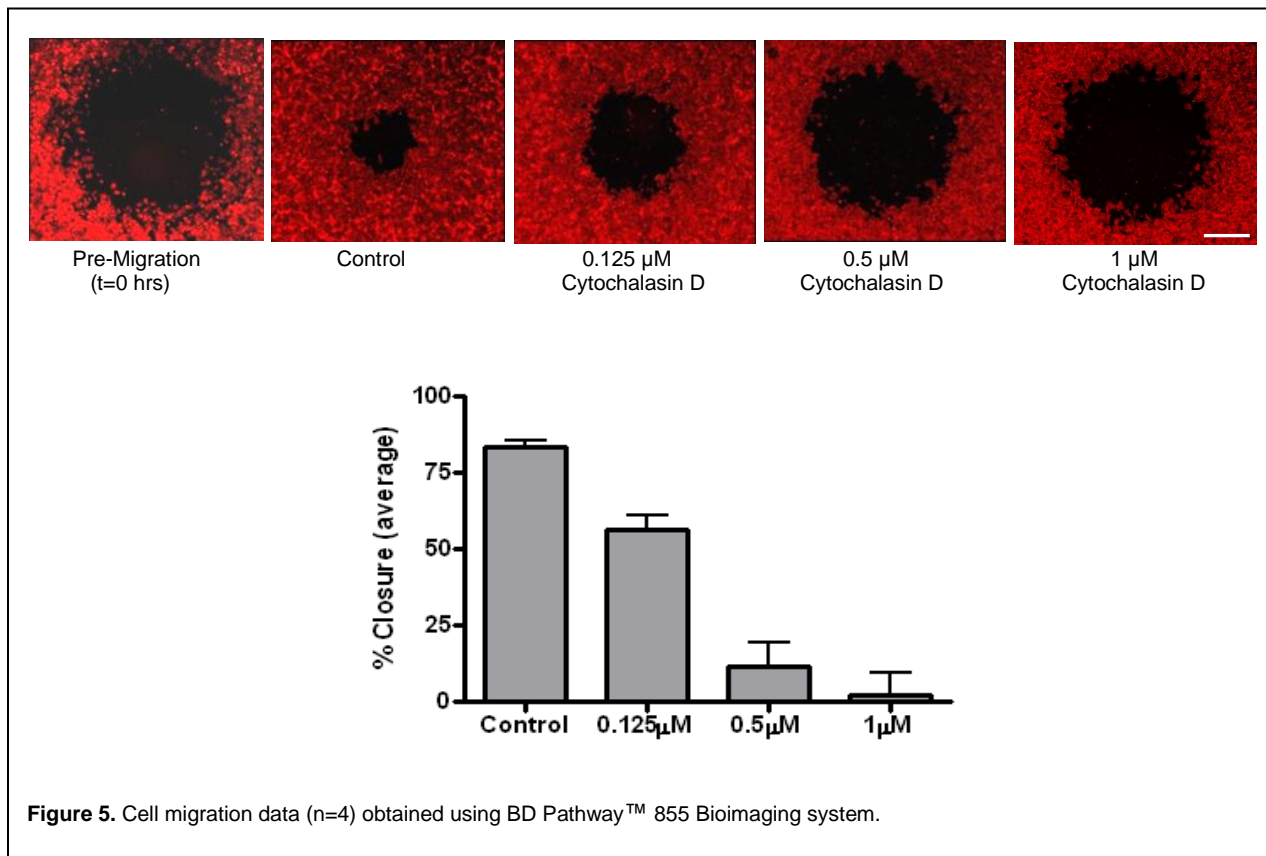 Pre-Migration
(t=0 hrs)
Control
0.125 µM
Cytochalasin D
0.5 µM
Cytochalasin D
1 µM
Cytochalasin D
% Closure (average)
100
75
50
25
0
Control
0.125µM
0.5µM
1µM
Figure 5. Cell migration data (n=4) obtained using BD Pathway™ 855 Bioimaging system.